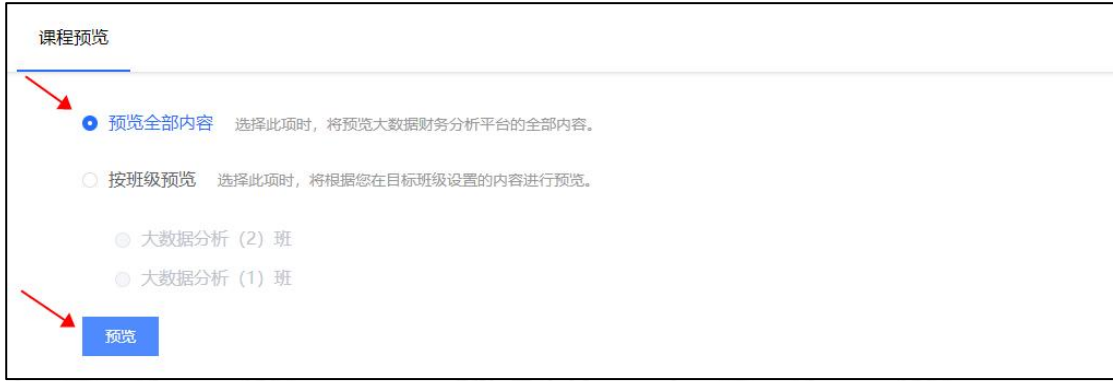 课程预览
预览全部内容 选择此项时，将预览大数据财务分析平台的全部内容。
按班级预览 选择此项时，将根据您在目标班级设置的内容进行预览。
大数据分析（2）班
大数据分析（1）班
预览